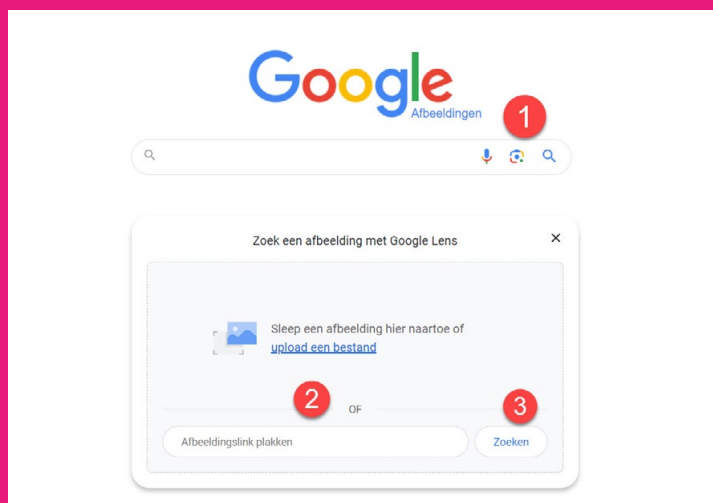 Google
Afbeeldingen
1
Zoek een afbeelding met Google Lens
Sleep een afbeelding hier naartoe of
upload een bestand
2
OF
3
Afbeeldingslink plakken
Zoeken